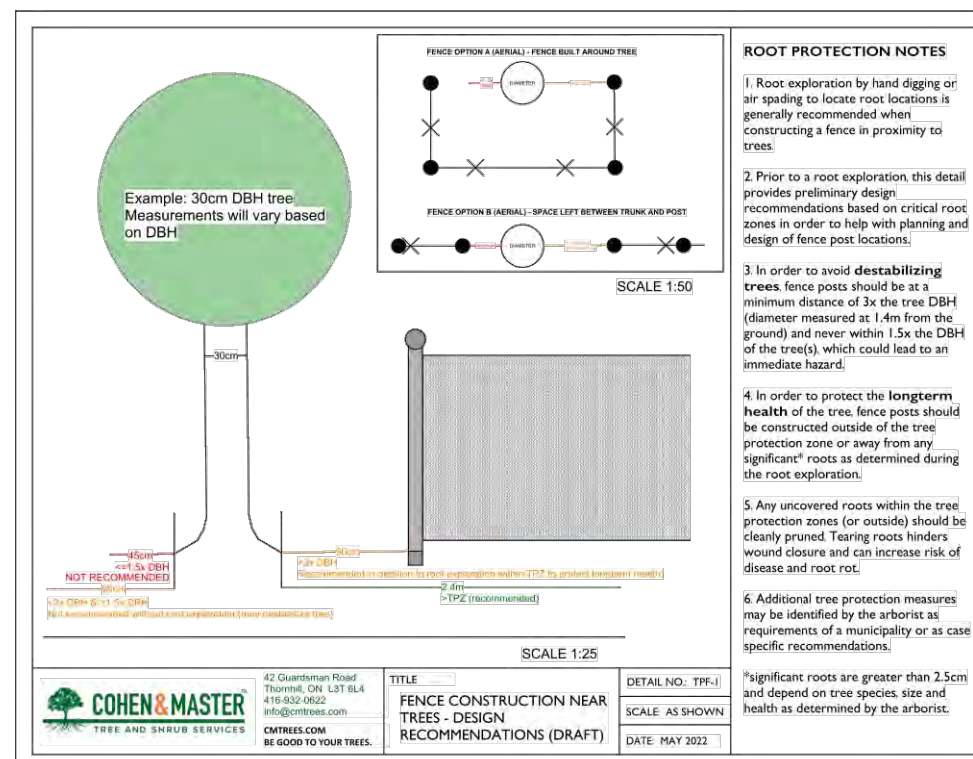 FENCE OPTION A (AERIAL) - FENCE BUILT AROUND TREE
DIAMETER
FENCE OPTION B (AERIAL) - SPACE LEFT BETWEEN TRUNK AND POST
DIAMETER
SCALE 1:50
Example: 30cm DBH tree
Measurements will vary based
on DBH
30cm
45cm
<=1.5x DBH
NOT RECOMMENDED
90cm
<3x DBH & >1.5x DBH
Not Recommended without root exploration (may destabilize tree)
90cm
>3x DBH
Recommended in addition to root exploration within TPZ to protect longterm health)
2.4m
>TPZ (recommended)
SCALE 1:25
ROOT PROTECTION NOTES
1. Root exploration by hand digging or
air spading to locate root locations is
generally recommended when
constructing a fence in proximity to
trees.
2. Prior to a root exploration, this detail
provides preliminary design
recommendations based on critical root
zones in order to help with planning and
design of fence post locations.
3. In order to avoid destabilizing
trees, fence posts should be at a
minimum distance of 3x the tree DBH
(diameter measured at 1.4m from the
ground) and never within 1.5x the DBH
of the tree(s), which could lead to an
immediate hazard.
4. In order to protect the longterm
health of the tree, fence posts should
be constructed outside of the tree
protection zone or away from any
significant* roots as determined during
the root exploration.
5. Any uncovered roots within the tree
protection zones (or outside) should be
cleanly pruned. Tearing roots hinders
wound closure and can increase risk of
disease and root rot.
6. Additional tree protection measures
may be identified by the arborist as
requirements of a municipality or as case
specific recommendations.
*significant roots are greater than 2.5cm
and depend on tree species, size and
health as determined by the arborist.
COHEN & MASTER
TREE AND SHRUB SERVICES
42 Guardsman Road
Thornhill, ON L3T 6L4
416-932-0622
info@cmtrees.com
CMTREES.COM
BE GOOD TO YOUR TREES.
TITLE
FENCE CONSTRUCTION NEAR
TREES - DESIGN
RECOMMENDATIONS (DRAFT)
DETAIL NO.: TPF-1
SCALE AS SHOWN
DATE: MAY 2022